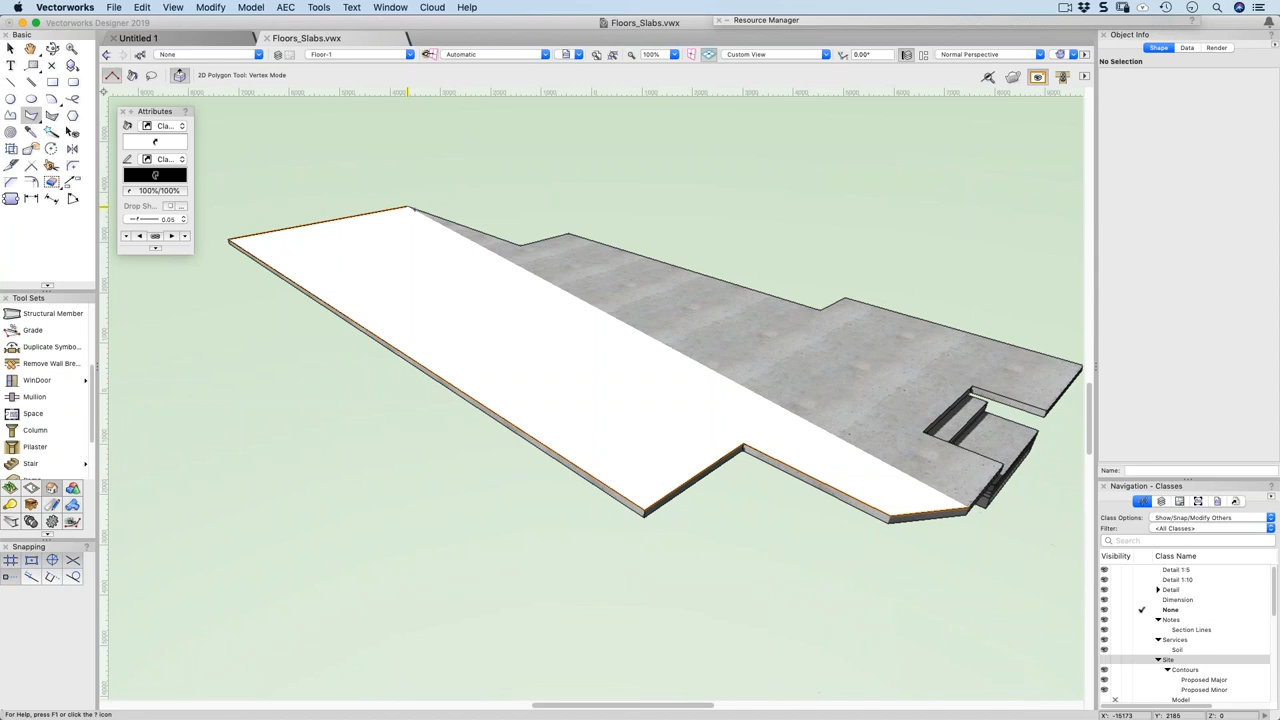 Vectorworks File Edit View Modify Model AEC Tools Text Window Cloud Help
Vectorworks Designer 2019
Floors_Slabs.vwx
Resource Manager
Basic
Untitled 1
Floors_Slabs.vwx
None
Floor-1
Automatic
100%
Custom View
0.00°
Normal Perspective
2D Polygon Tool: Vertex Mode
Object Info
Shape Data Render
No Selection
Attributes
Cla...
Cla...
100%/100%
Drop Sh...
0.05
Tool Sets
Structural Member
Grade
Duplicate Symbo...
Remove Wall Bre...
WinDoor
Mullion
Space
Column
Pilaster
Stair
Snapping
Name:
Navigation - Classes
Class Options: Show/Snap/Modify Others
Filter: <All Classes>
Search
Visibility Class Name
Detail 1:5
Detail 1:10
Detail
Dimension
None
Notes
Section Lines
Services
Soil
Site
Contours
Proposed Major
Proposed Minor
Model
For Help, press F1 or click the ? icon
X: -15173 Y: 2185 Z: 0